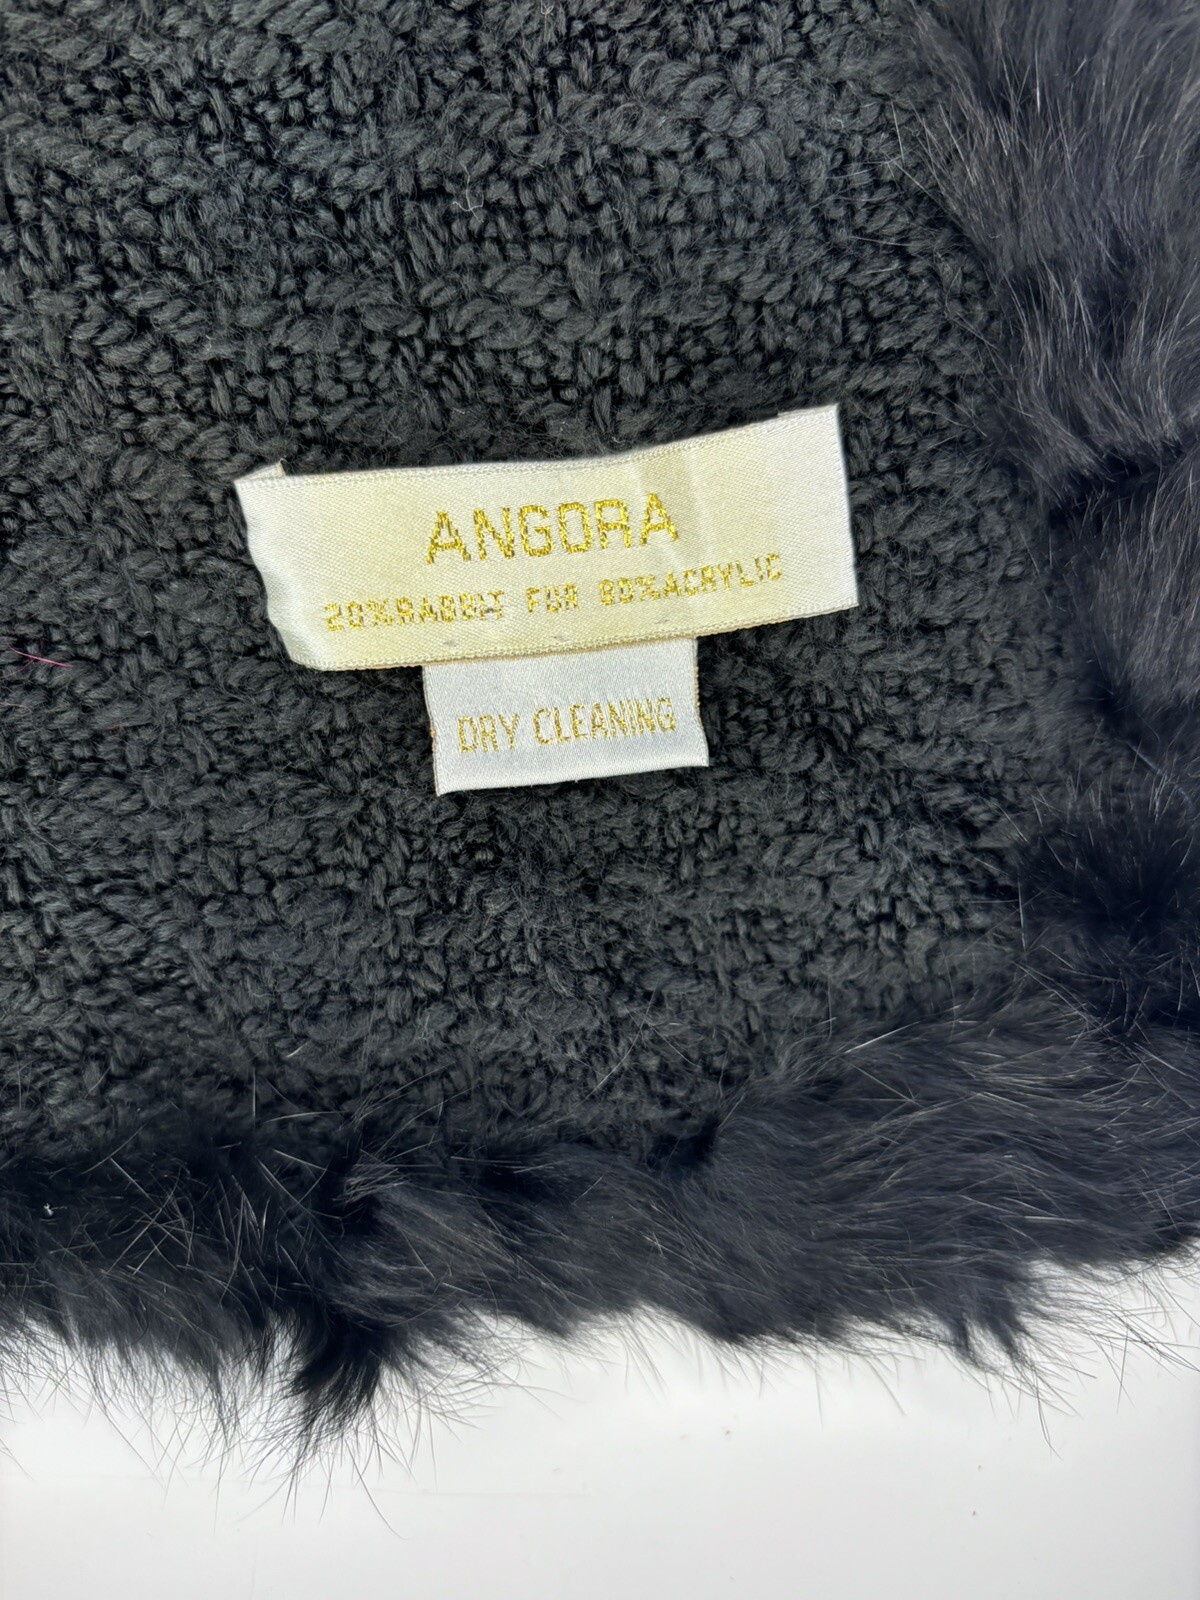 ANGORA
20%RABBIT FUR 80%ACRYLIC
DRY CLEANING